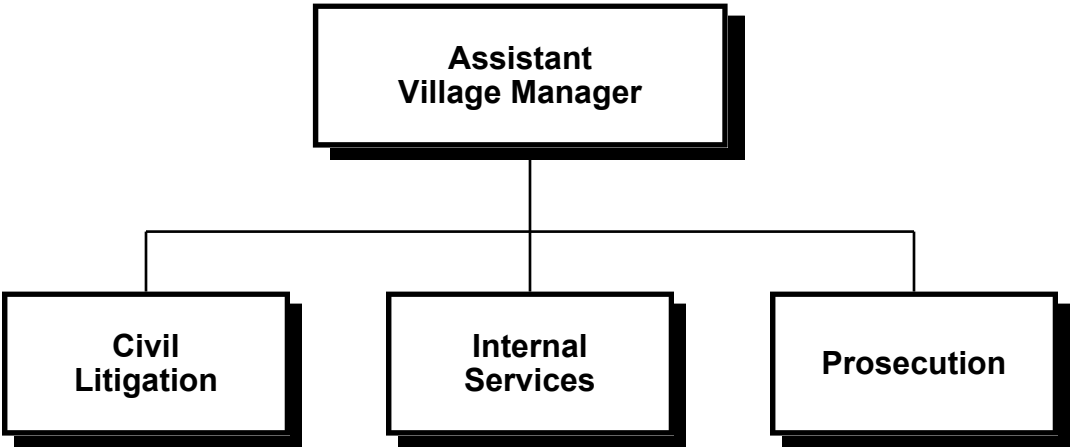 Assistant
Village Manager
Civil
Litigation
Internal
Services
Prosecution